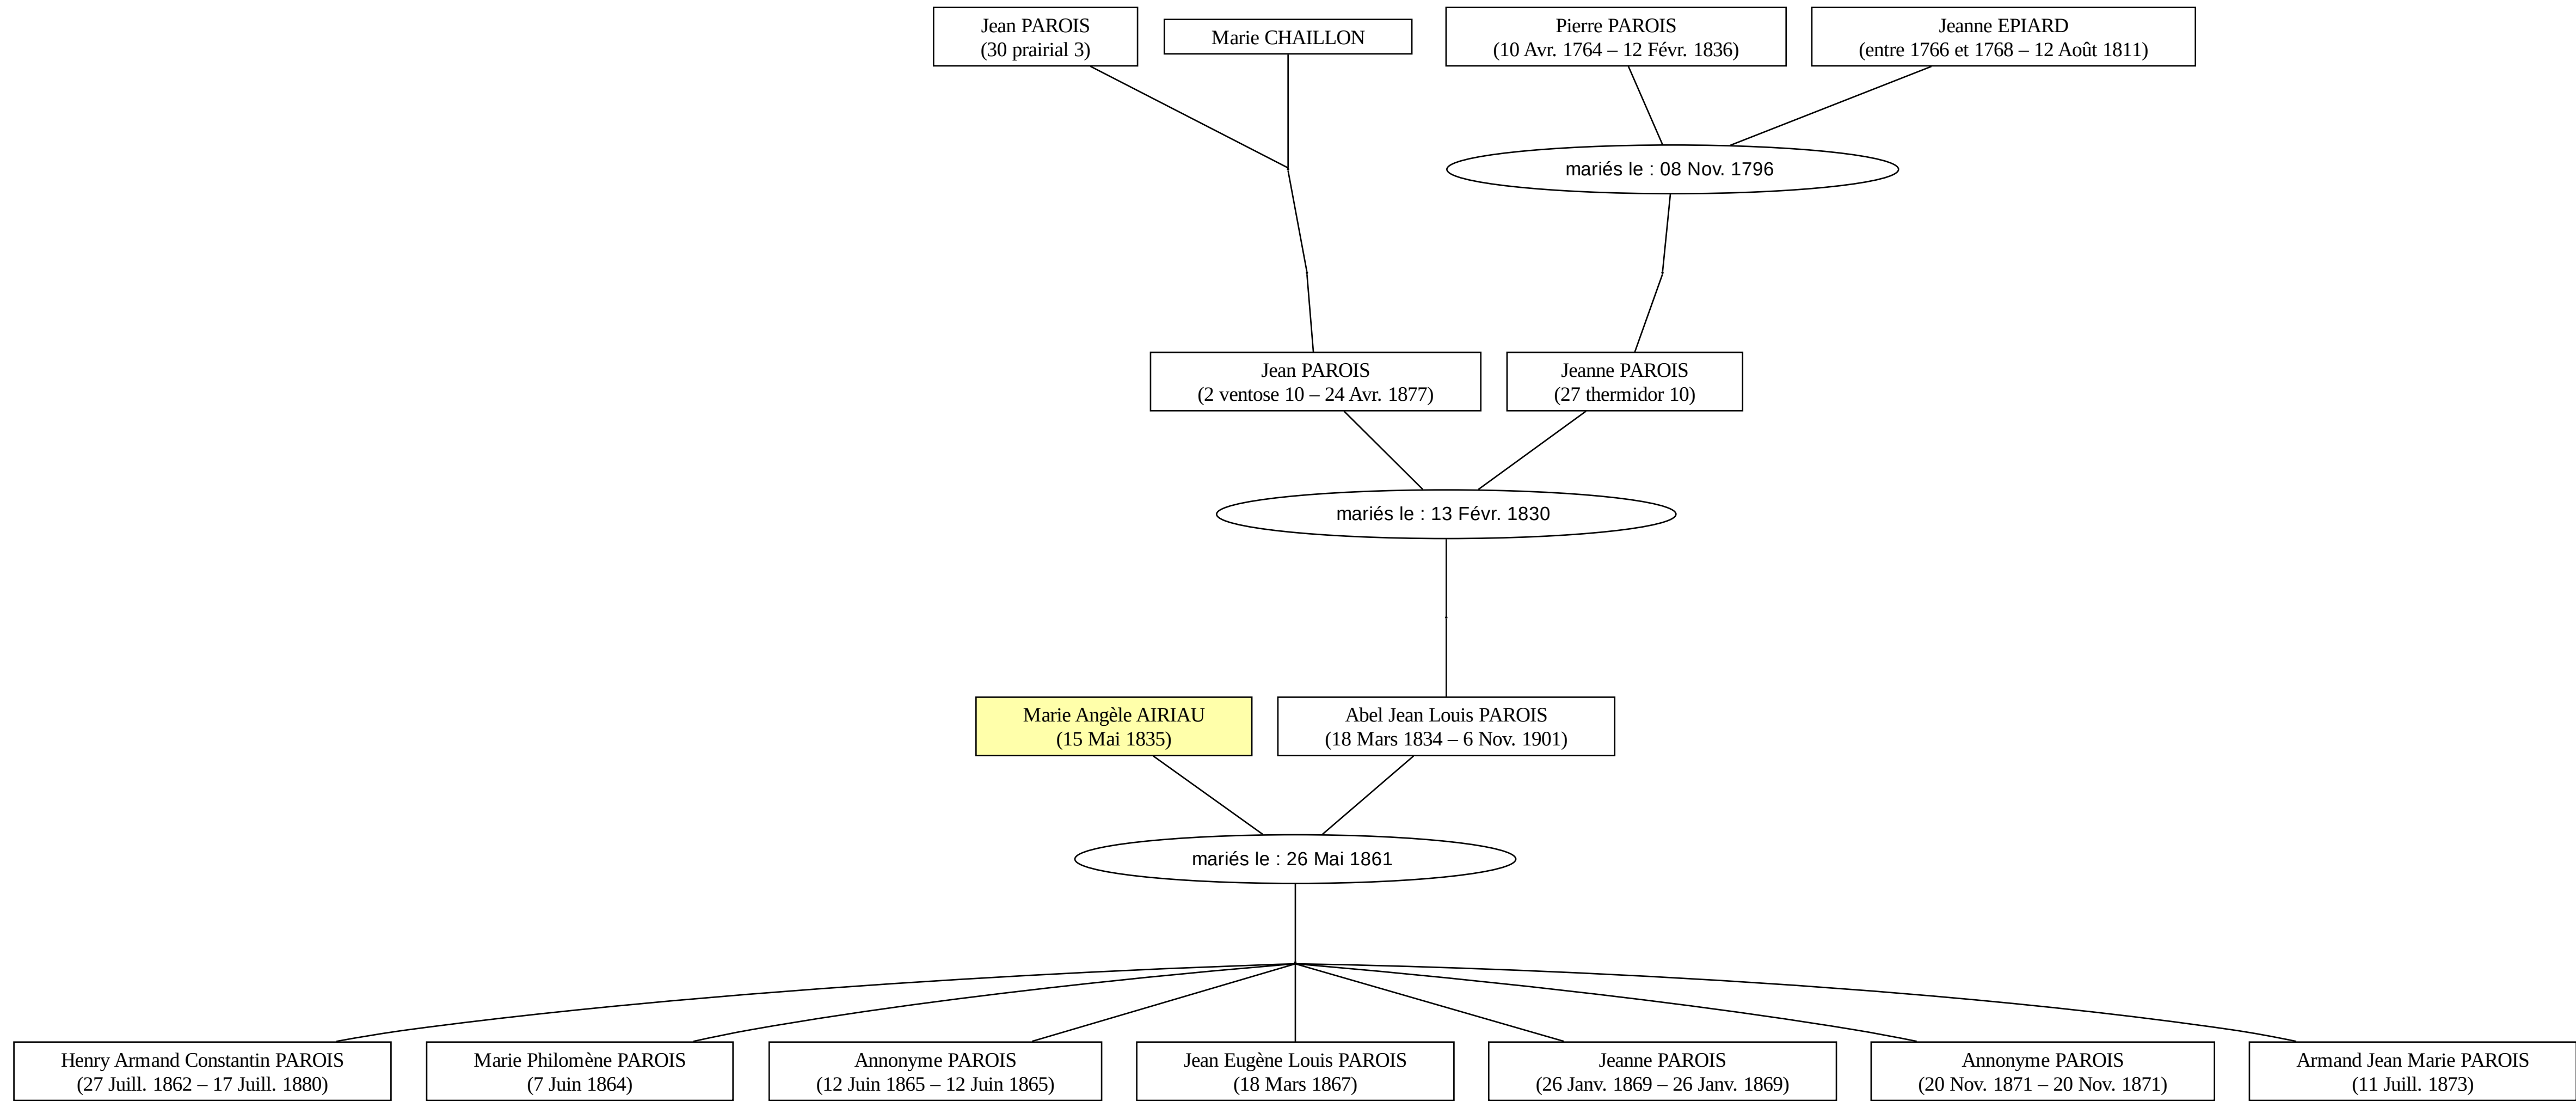 Jean PAROIS
(30 prairial 3)
Marie CHAILLON
Pierre PAROIS
(10 Avr. 1764 – 12 Févr. 1836)
Jeanne EPIARD
(entre 1766 et 1768 – 12 Août 1811)
mariés le : 08 Nov. 1796
Jean PAROIS
(2 ventose 10 – 24 Avr. 1877)
Jeanne PAROIS
(27 thermidor 10)
mariés le : 13 Févr. 1830
Marie Angèle AIRIAU
(15 Mai 1835)
Abel Jean Louis PAROIS
(18 Mars 1834 – 6 Nov. 1901)
mariés le : 26 Mai 1861
Henry Armand Constantin PAROIS
(27 Juill. 1862 – 17 Juill. 1880)
Marie Philomène PAROIS
(7 Juin 1864)
Annonyme PAROIS
(12 Juin 1865 – 12 Juin 1865)
Jean Eugène Louis PAROIS
(18 Mars 1867)
Jeanne PAROIS
(26 Janv. 1869 – 26 Janv. 1869)
Annonyme PAROIS
(20 Nov. 1871 – 20 Nov. 1871)
Armand Jean Marie PAROIS
(11 Juill. 1873)